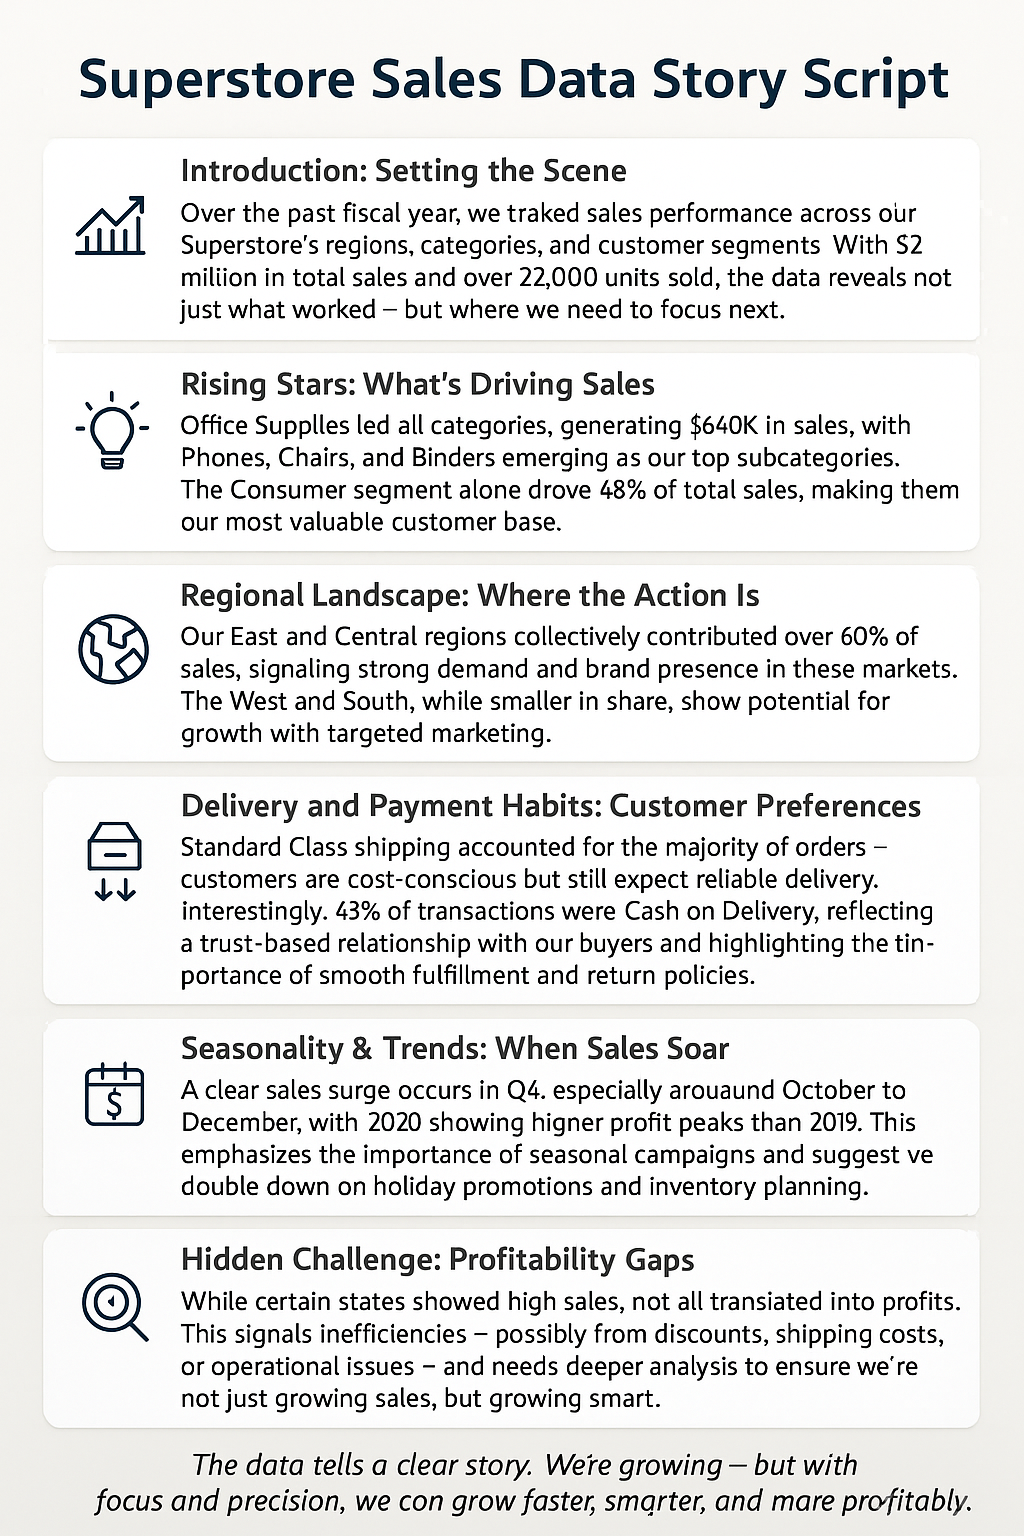 Superstore Sales Data Story Script
Introduction: Setting the Scene
Over the past fiscal year, we traked sales performance across our
Superstore's regions, categories, and customer segments With $2
miliion in total sales and over 22,000 units sold, the data reveals not
just what worked – but where we need to focus next.
Rising Stars: What's Driving Sales
Office Supplles led all categories, generating $640K in sales, with
Phones, Chairs, and Binders emerging as our top subcategories.
The Consumer segment alone drove 48% of total sales, making them
our most valuable customer base.
Regional Landscape: Where the Action Is
Our East and Central regions collectively contributed over 60% of
sales, signaling strong demand and brand presence in these markets.
The West and South, while smaller in share, show potential for
growth with targeted marketing.
Delivery and Payment Habits: Customer Preferences
Standard Class shipping accounted for the majority of orders –
customers are cost-conscious but still expect reliable delivery.
interestingly. 43% of transactions were Cash on Delivery, reflecting
a trust-based relationship with our buyers and highlighting the tin-
portance of smooth fulfillment and return policies.
Seasonality & Trends: When Sales Soar
A clear sales surge occurs in Q4. especially arouaund October to
December, with 2020 showing higner profit peaks than 2019. This
emphasizes the importance of seasonal campaigns and suggest ve
double down on holiday promotions and inventory planning.
Hidden Challenge: Profitability Gaps
While certain states showed high sales, not all transiated into profits.
This signals inefficiencies – possibly from discounts, shipping costs,
or operational issues – and needs deeper analysis to ensure we're
not just growing sales, but growing smart.
$
The data tells a clear story. We're growing – but with
focus and precision, we con grow faster, smarter, and mare profitably.